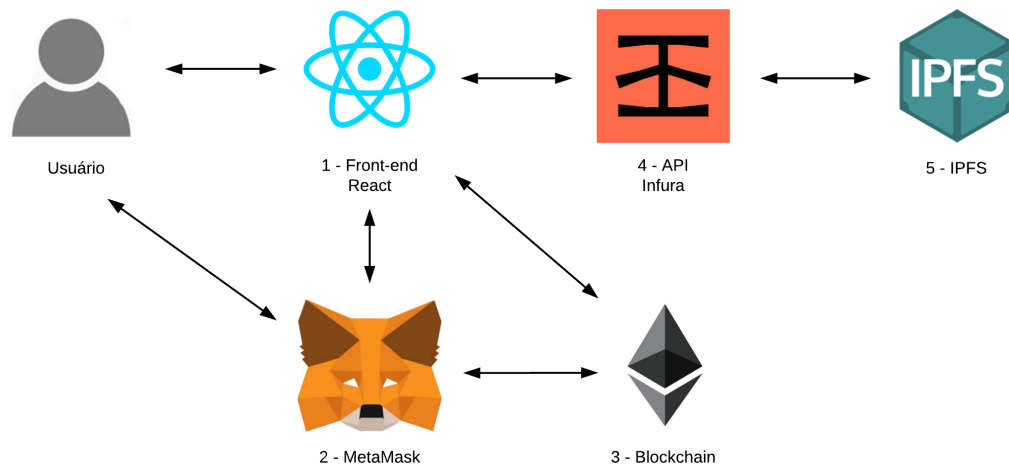 IPFS
Usuário
1 - Front-end
React
4 - API
Infura
5 - IPFS
2 - MetaMask
3 - Blockchain